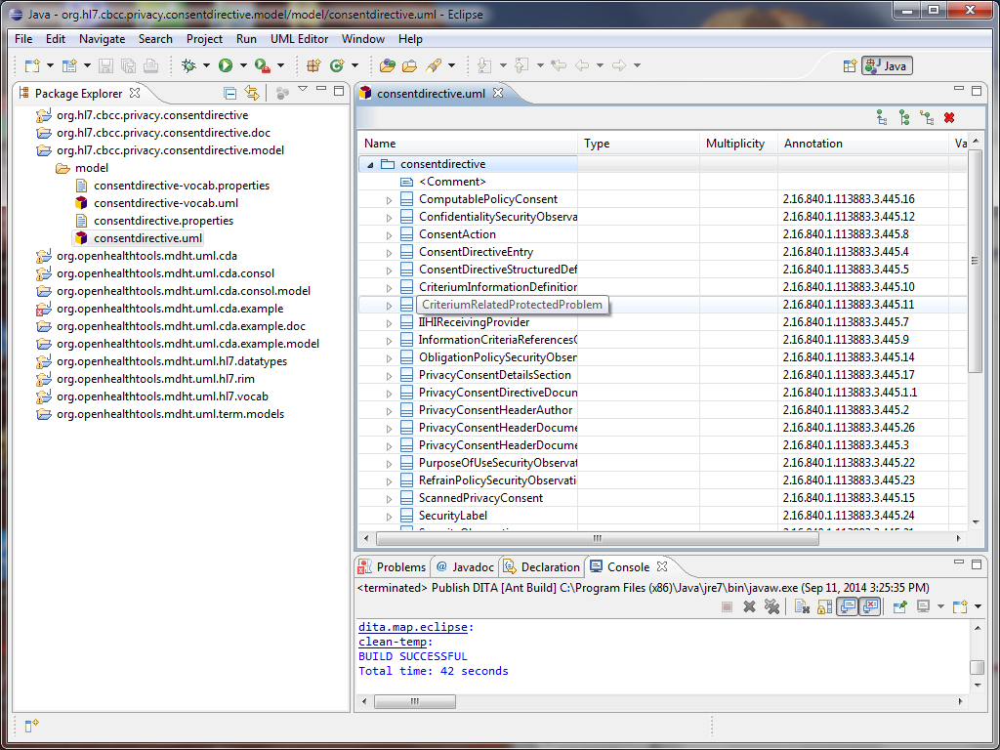 Java - org.hl7.cbcc.privacy.consentdirective.model/model/consentdirective.uml - Eclipse
File Edit Navigate Search Project Run UML Editor Window Help
Java
Package Explorer
org.hl7.cbcc.privacy.consentdirective
org.hl7.cbcc.privacy.consentdirective.doc
org.hl7.cbcc.privacy.consentdirective.model
model
consentdirective-vocab.properties
consentdirective-vocab.uml
consentdirective.properties
consentdirective.uml
org.openhealthtools.mdht.uml.cda
org.openhealthtools.mdht.uml.cda.consol
org.openhealthtools.mdht.uml.cda.consol.model
org.openhealthtools.mdht.uml.cda.example
org.openhealthtools.mdht.uml.cda.example.doc
org.openhealthtools.mdht.uml.cda.example.model
org.openhealthtools.mdht.uml.hl7.datatypes
org.openhealthtools.mdht.uml.hl7.rim
org.openhealthtools.mdht.uml.hl7.vocab
org.openhealthtools.mdht.uml.term.models
consentdirective.uml
Name Type Multiplicity Annotation Va
consentdirective
<Comment>
ComputablePolicyConsent 2.16.840.1.113883.3.445.16
ConfidentialitySecurityObserva 2.16.840.1.113883.3.445.12
ConsentAction 2.16.840.1.113883.3.445.8
ConsentDirectiveEntry 2.16.840.1.113883.3.445.4
ConsentDirectiveStructuredDef 2.16.840.1.113883.3.445.5
CriteriumInformationDefinition 2.16.840.1.113883.3.445.10
CriteriumRelatedProtectedProblem 2.16.840.1.113883.3.445.11
IIHIReceivingProvider 2.16.840.1.113883.3.445.7
InformationCriteriaReferencesC 2.16.840.1.113883.3.445.9
ObligationPolicySecurityObser 2.16.840.1.113883.3.445.14
PrivacyConsentDetailsSection 2.16.840.1.113883.3.445.17
PrivacyConsentDirectiveDocun 2.16.840.1.113883.3.445.1.1
PrivacyConsentHeaderAuthor 2.16.840.1.113883.3.445.2
PrivacyConsentHeaderDocume 2.16.840.1.113883.3.445.26
PrivacyConsentHeaderDocume 2.16.840.1.113883.3.445.3
PurposeOfUseSecurityObservat 2.16.840.1.113883.3.445.22
RefrainPolicySecurityObservati 2.16.840.1.113883.3.445.23
ScannedPrivacyConsent 2.16.840.1.113883.3.445.15
SecurityLabel 2.16.840.1.113883.3.445.24
Problems @ Javadoc Declaration Console
<terminated> Publish DITA [Ant Build] C:\Program Files (x86)\Java\jre7\bin\javaw.exe (Sep 11, 2014 3:25:35 PM)
dita.map.eclipse:
clean-temp:
BUILD SUCCESSFUL
Total time: 42 seconds